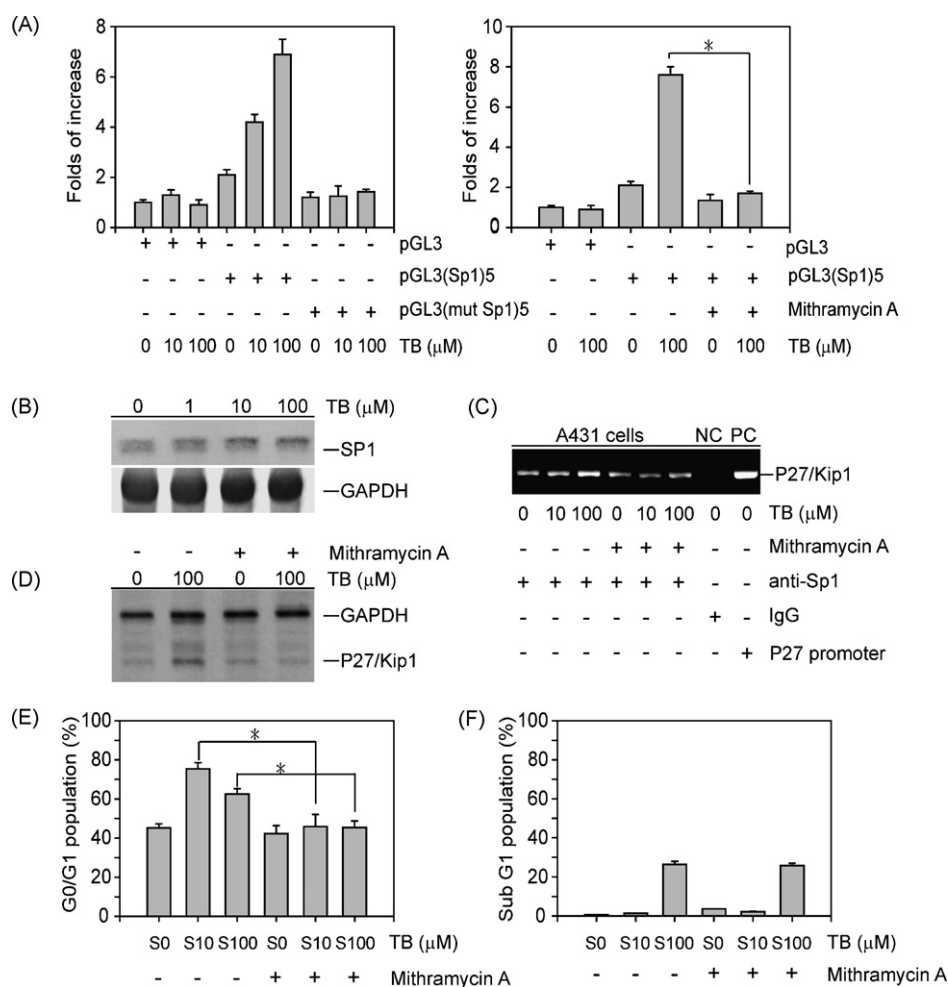 (A)
Folds of increase
8
6
4
2
0
+ + + - - - - - - pGL3
- - - + + + - - - pGL3(Sp1)5
- - - - - - + + + pGL3(mut Sp1)5
0 10 100 0 10 100 0 10 100 TB (μM)
Folds of increase
10
8
6
4
2
0
0
*
+ + - - - - pGL3
- - + + + + pGL3(Sp1)5
- - - - + + Mithramycin A
0 100 0 100 0 100 TB (μM)
(B)
0 1 10 100 TB (μM)
SP1
GAPDH
(C)
A431 cells NC PC
P27/Kip1
0 10 100 0 10 100 0 0 TB (μM)
- - - + + + - - Mithramycin A
+ + + + + + - - anti-Sp1
- - - - - - + - IgG
- - - - - - - + P27 promoter
(D)
- - + + Mithramycin A
0 100 0 100 TB (μM)
GAPDH
P27/Kip1
(E)
G0/G1 population (%)
100
80
60
40
20
0
*
*
S0 S10 S100 S0 S10 S100 TB (μM)
- - - + + + Mithramycin A
(F)
Sub G1 population (%)
100
80
60
40
20
0
S0 S10 S100 S0 S10 S100 TB (μM)
- - - + + + Mithramycin A